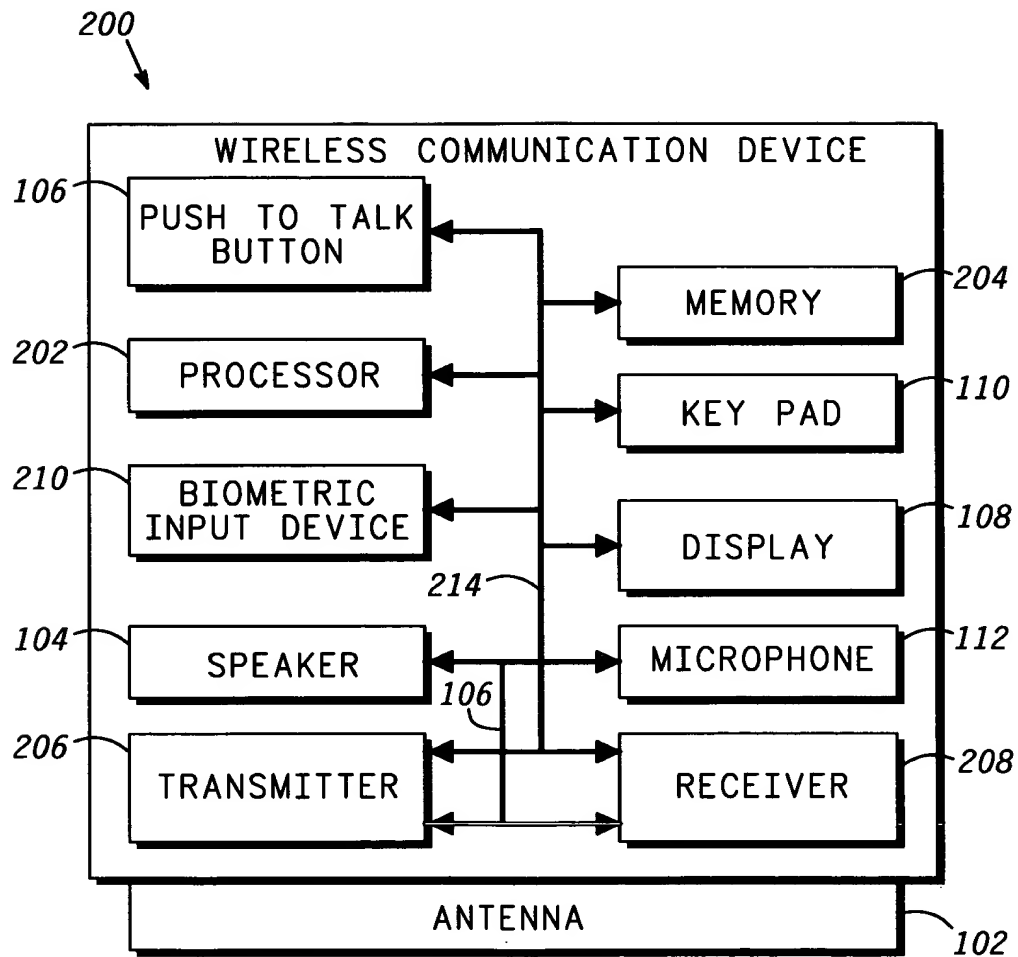 200
WIRELESS COMMUNICATION DEVICE
106
PUSH TO TALK
BUTTON
204
MEMORY
202
PROCESSOR
110
KEY PAD
210
BIOMETRIC
INPUT DEVICE
108
DISPLAY
214
104
SPEAKER
112
MICROPHONE
106
206
TRANSMITTER
208
RECEIVER
ANTENNA
102